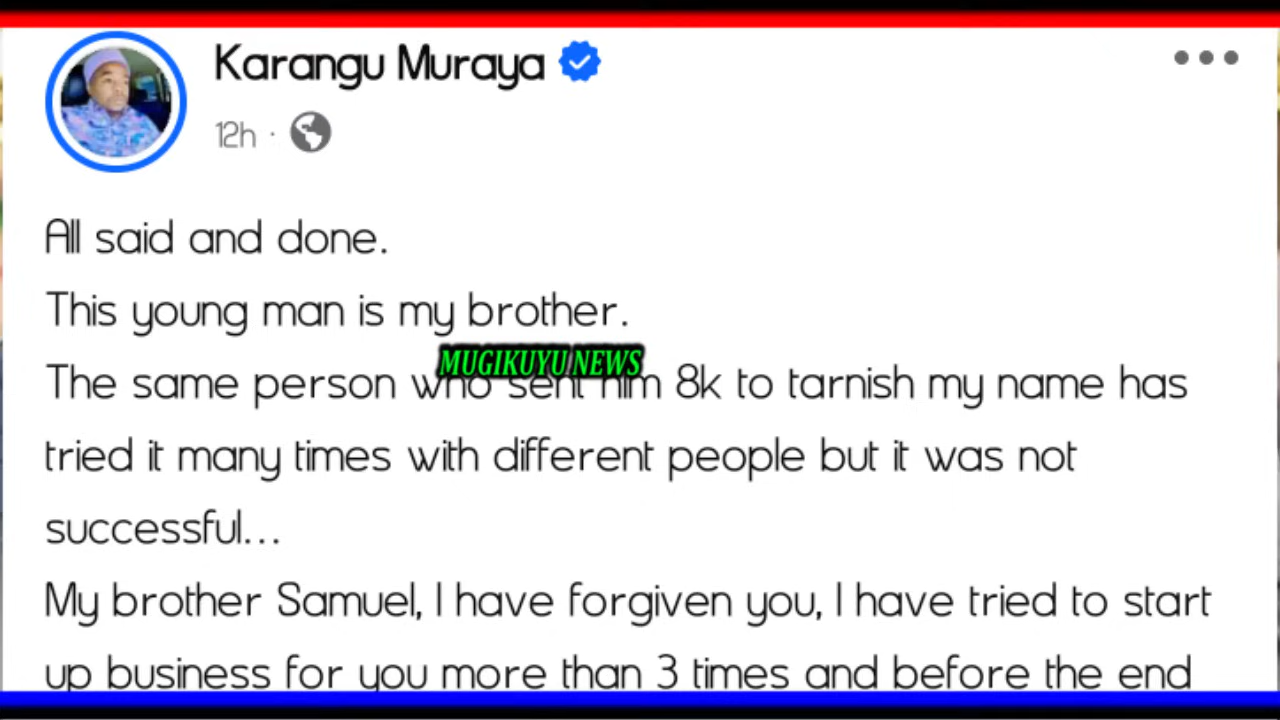 Karangu Muraya
12h ·
All said and done.
This young man is my brother.
MUGIKUYU NEWS
The same person who sent him 8k to tarnish my name has
tried it many times with different people but it was not
successful...
My brother Samuel, I have forgiven you, I have tried to start
up business for you more than 3 times and before the end